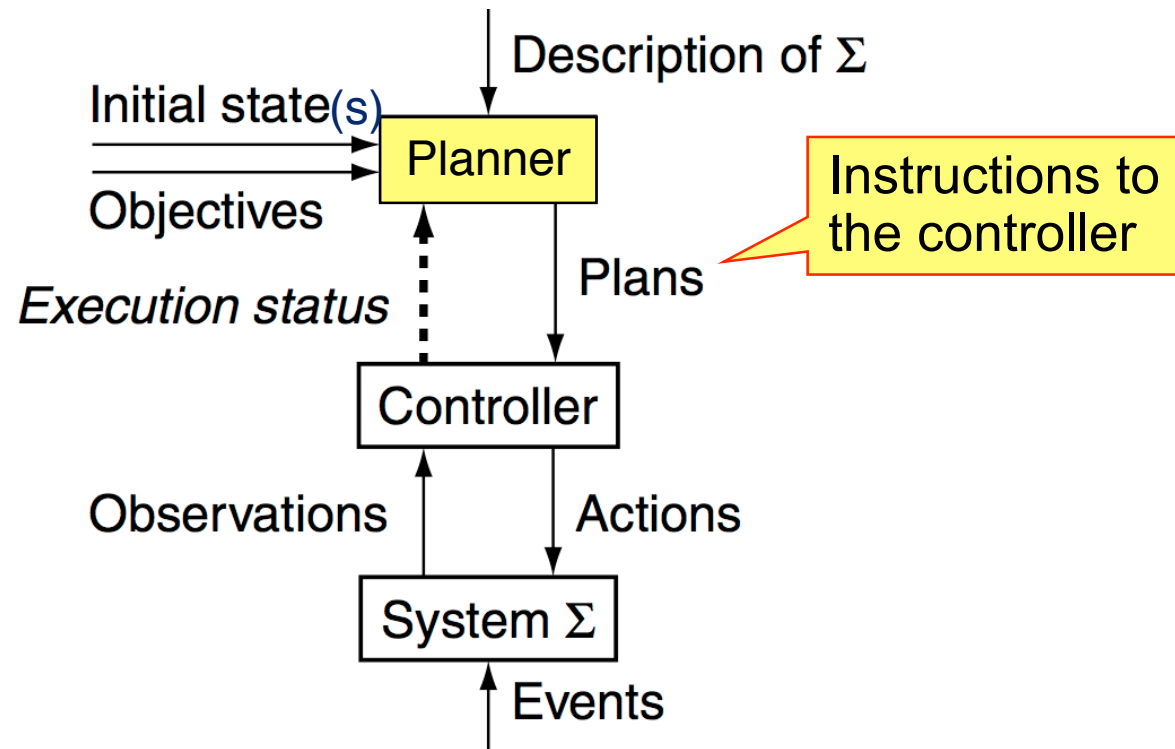 Description of Σ
Initial state(s)
Planner
Objectives
Instructions to
the controller
Plans
Execution status
Controller
Observations
Actions
System Σ
Events